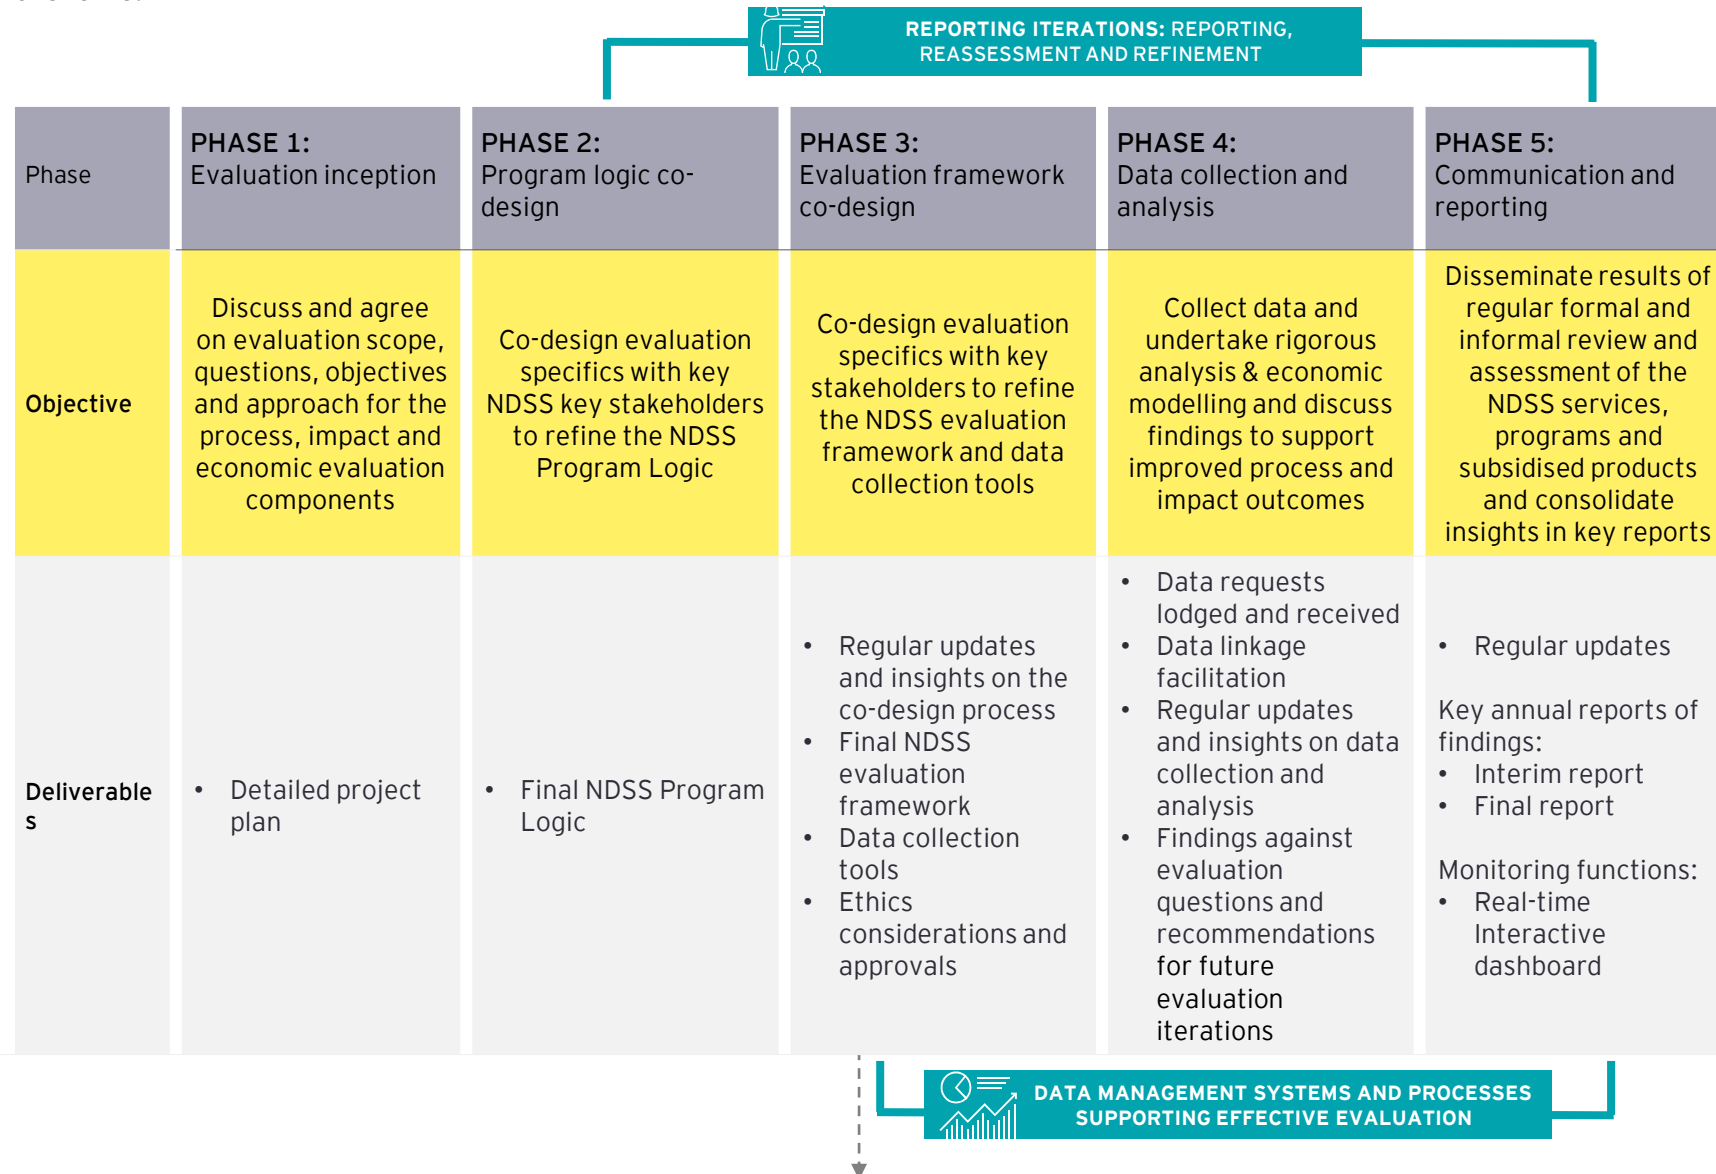 REPORTING ITERATIONS: REPORTING,
REASSESSMENT AND REFINEMENT
Phase
PHASE 1:
Evaluation inception
PHASE 2:
Program logic co-
design
PHASE 3:
Evaluation framework
co-design
PHASE 4:
Data collection and
analysis
PHASE 5:
Communication and
reporting
Objective
Discuss and agree
on evaluation scope,
questions, objectives
and approach for the
process, impact and
economic evaluation
components
Co-design evaluation
specifics with key
NDSS key stakeholders
to refine the NDSS
Program Logic
Co-design evaluation
specifics with key
stakeholders to refine
the NDSS evaluation
framework and data
collection tools
Collect data and
undertake rigorous
analysis & economic
modelling and discuss
findings to support
improved process and
impact outcomes
Disseminate results of
regular formal and
informal review and
assessment of the
NDSS services,
programs and
subsidised products
and consolidate
insights in key reports
Deliverable
s
• Detailed project
plan
• Final NDSS Program
Logic
• Regular updates
and insights on the
co-design process
• Final NDSS
evaluation
framework
• Data collection
tools
• Ethics
considerations and
approvals
• Data requests
lodged and received
• Data linkage
facilitation
• Regular updates
and insights on data
collection and
analysis
• Findings against
evaluation
questions and
recommendations
for future
evaluation
iterations
• Regular updates
Key annual reports of
findings:
• Interim report
• Final report
Monitoring functions:
• Real-time
Interactive
dashboard
DATA MANAGEMENT SYSTEMS AND PROCESSES
SUPPORTING EFFECTIVE EVALUATION